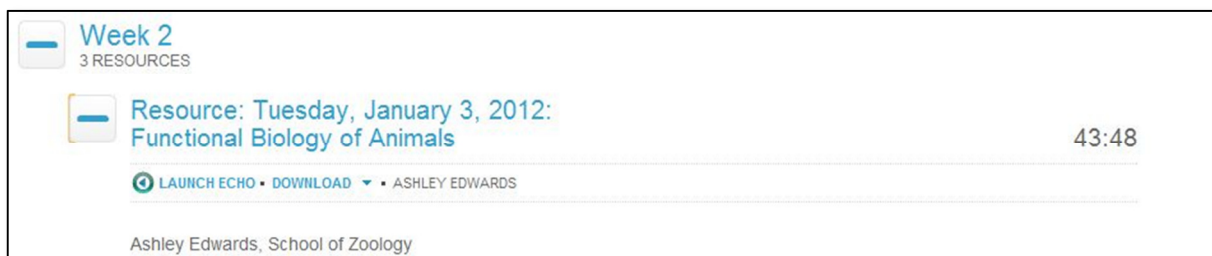 Week 2
3 RESOURCES
Resource: Tuesday, January 3, 2012:
Functional Biology of Animals
43:48
LAUNCH ECHO ▪ DOWNLOAD ▪ ASHLEY EDWARDS
Ashley Edwards, School of Zoology